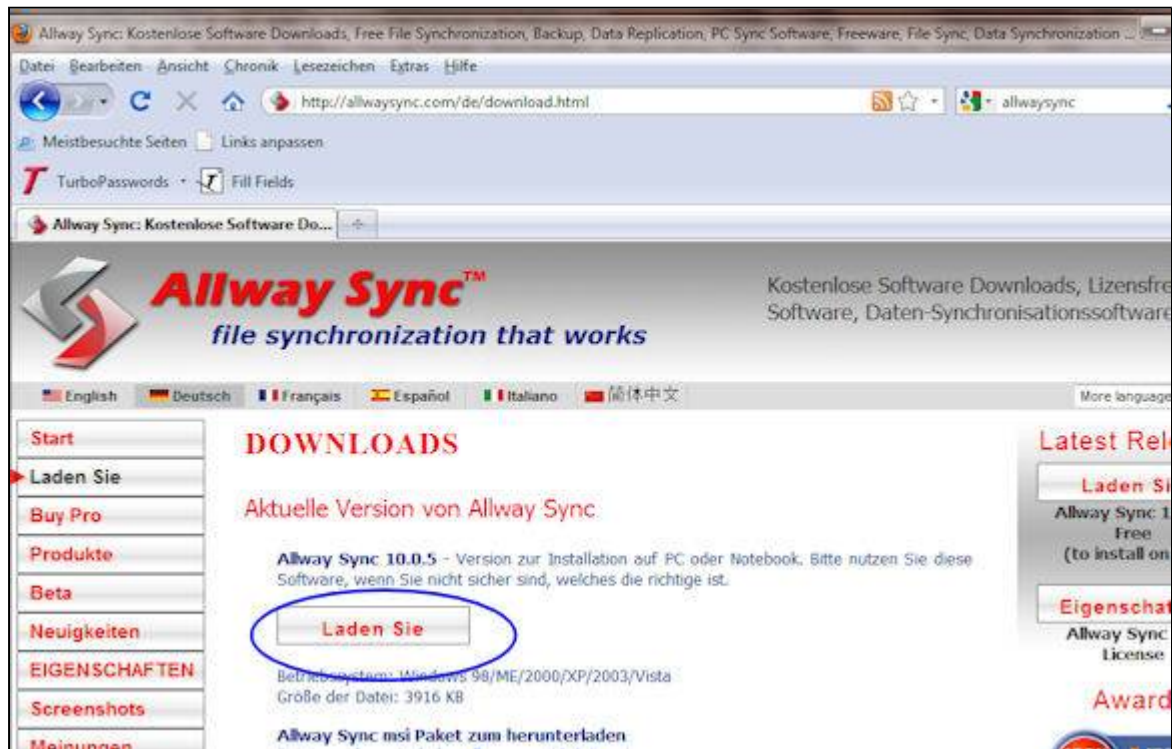 Allway Sync: Kostenlose Software Downloads, Free File Synchronization, Backup, Data Replication, PC Sync Software, Freeware, File Sync, Data Synchronization ...
Datei Bearbeiten Ansicht Chronik Lesezeichen Extras Hilfe
http://allwaysync.com/de/download.html
allwaysync
Meistbesuchte Seiten Links anpassen
TurboPasswords Fill Fields
Allway Sync: Kostenlose Software Do...
Allway Sync™
file synchronization that works
Kostenlose Software Downloads, Lizensfre
Software, Daten-Synchronisationssoftware
English Deutsch Français Español Italiano 简体中文
More language
Start
Laden Sie
Buy Pro
Produkte
Beta
Neuigkeiten
EIGENSCHAFTEN
Screenshots
Meinungen
DOWNLOADS
Aktuelle Version von Allway Sync
Allway Sync 10.0.5 - Version zur Installation auf PC oder Notebook. Bitte nutzen Sie diese
Software, wenn Sie nicht sicher sind, welches die richtige ist.
Laden Sie
Betriebssystem: Windows 98/ME/2000/XP/2003/Vista
Größe der Datei: 3916 KB
Allway Sync msi Paket zum herunterladen
Latest Rel
Laden Si
Allway Sync 1
Free
(to install on
Eigenschaf
Allway Sync
License
Award